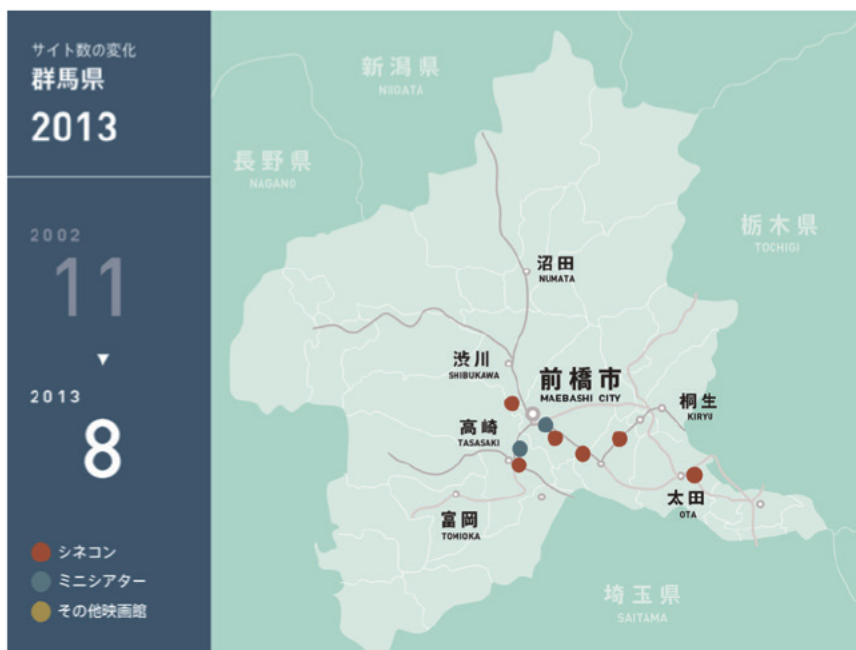 サイト数の変化
群馬県
2013
2002
11
▼
2013
8
シネコン
ミニシアター
その他映画館
新潟県
NIIGATA
長野県
NAGANO
栃木県
TOCHIGI
沼田
NUMATA
渋川
SHIBUKAWA
前橋市
MAEBASHI CITY
桐生
KIRYU
高崎
TASASAKI
太田
OTA
富岡
TOMIOKA
埼玉県
SAITAMA